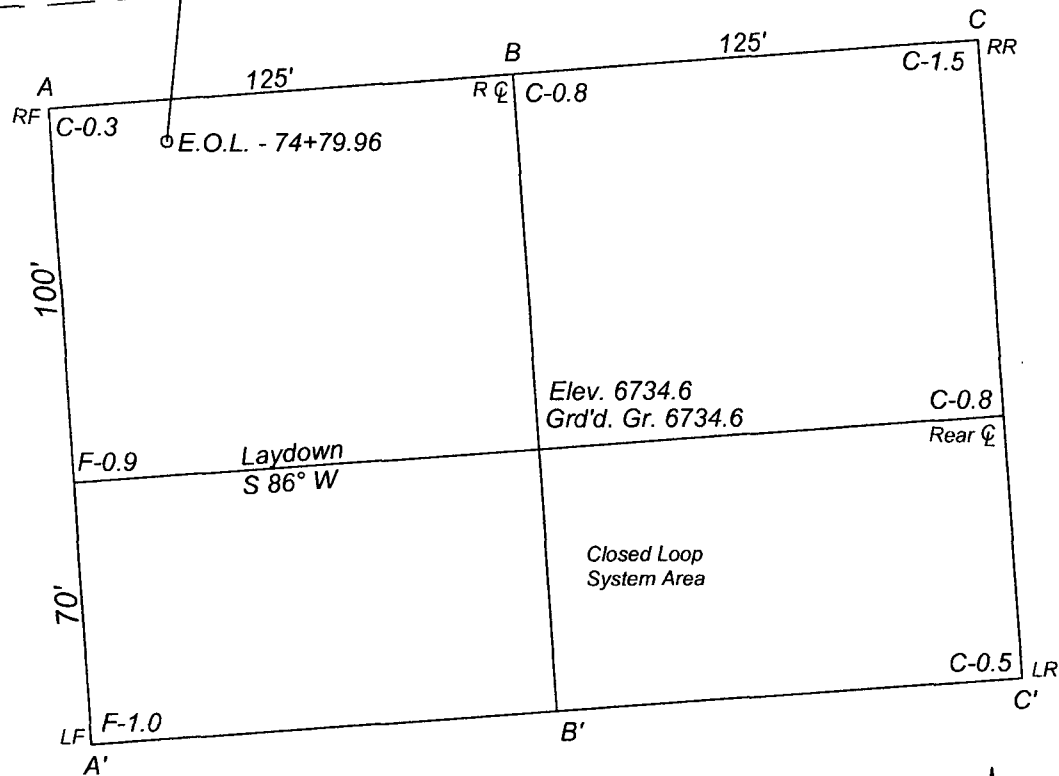 C
RR
B
125'
C-1.5
A
125'
R ℄
C-0.8
RF
C-0.3
E.O.L. - 74+79.96
100'
Elev. 6734.6
Grd'd. Gr. 6734.6
C-0.8
Rear ℄
F-0.9
Laydown
S 86° W
Closed Loop
System Area
70'
C-0.5
LR
C'
F-1.0
LF
B'
A'